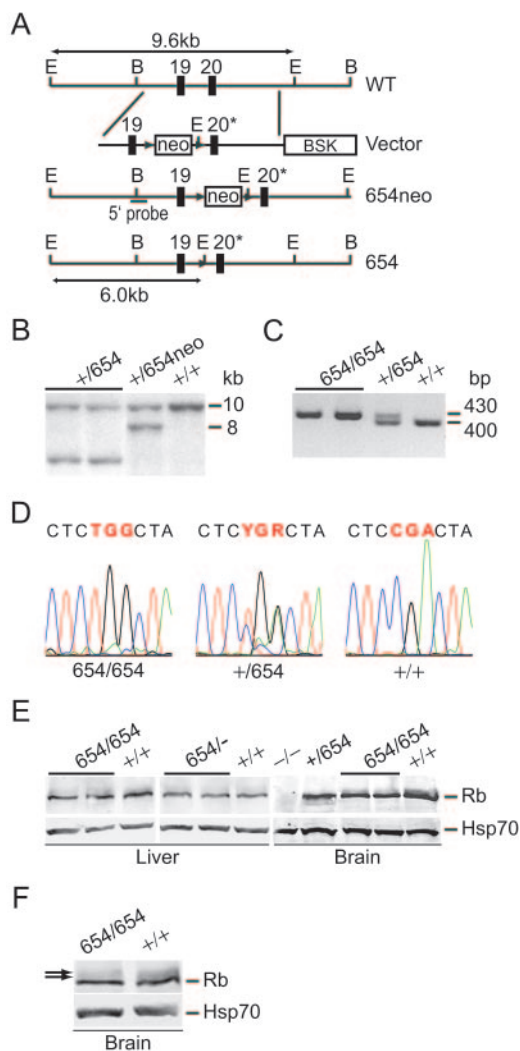 A
9.6kb
E B 19 20 E B
WT
19 E 20*
neo BSK Vector
E B 19 E 20* E
neo 654neo
5' probe
E B 19 E 20* E B
654
6.0kb
B
+/654 +/654neo +/+ kb
10
8
C
654/654 +/654 +/+ bp
430
400
D
CTCTGGCTA CTCYGRCTA CTCCGACTA
654/654 +/654 +/+
E
654/654 +/+ 654/- +/+ -/- +/654 654/654 +/+
Rb
Hsp70
Liver Brain
F
654/654 +/+
Rb
Hsp70
Brain